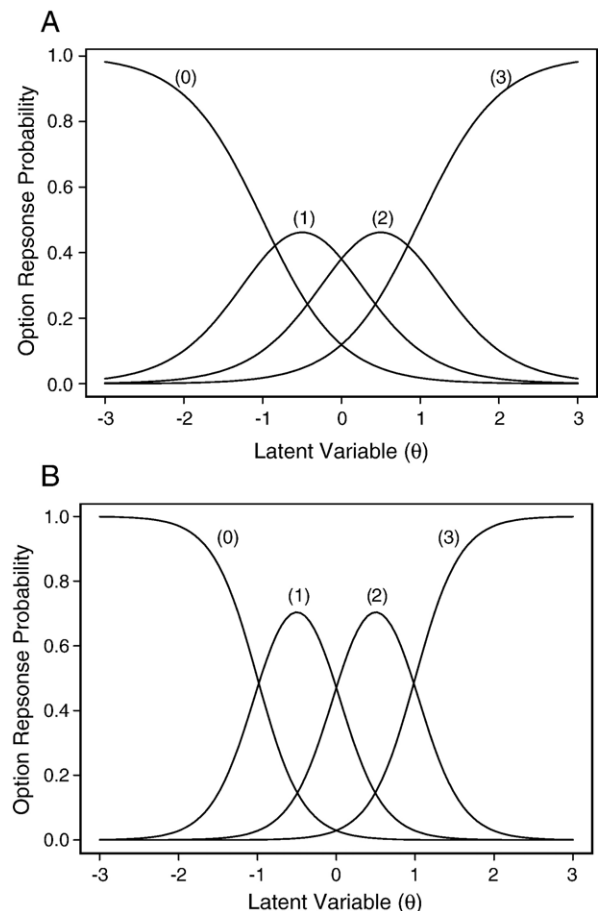 A
Option Repsonse Probability
1.0
0.8
0.6
0.4
0.2
0.0
(0)
(3)
(1)
(2)
-3 -2 -1 0 1 2 3
Latent Variable (θ)
B
Option Repsonse Probability
1.0
0.8
0.6
0.4
0.2
0.0
(0)
(3)
(1)
(2)
-3 -2 -1 0 1 2 3
Latent Variable (θ)